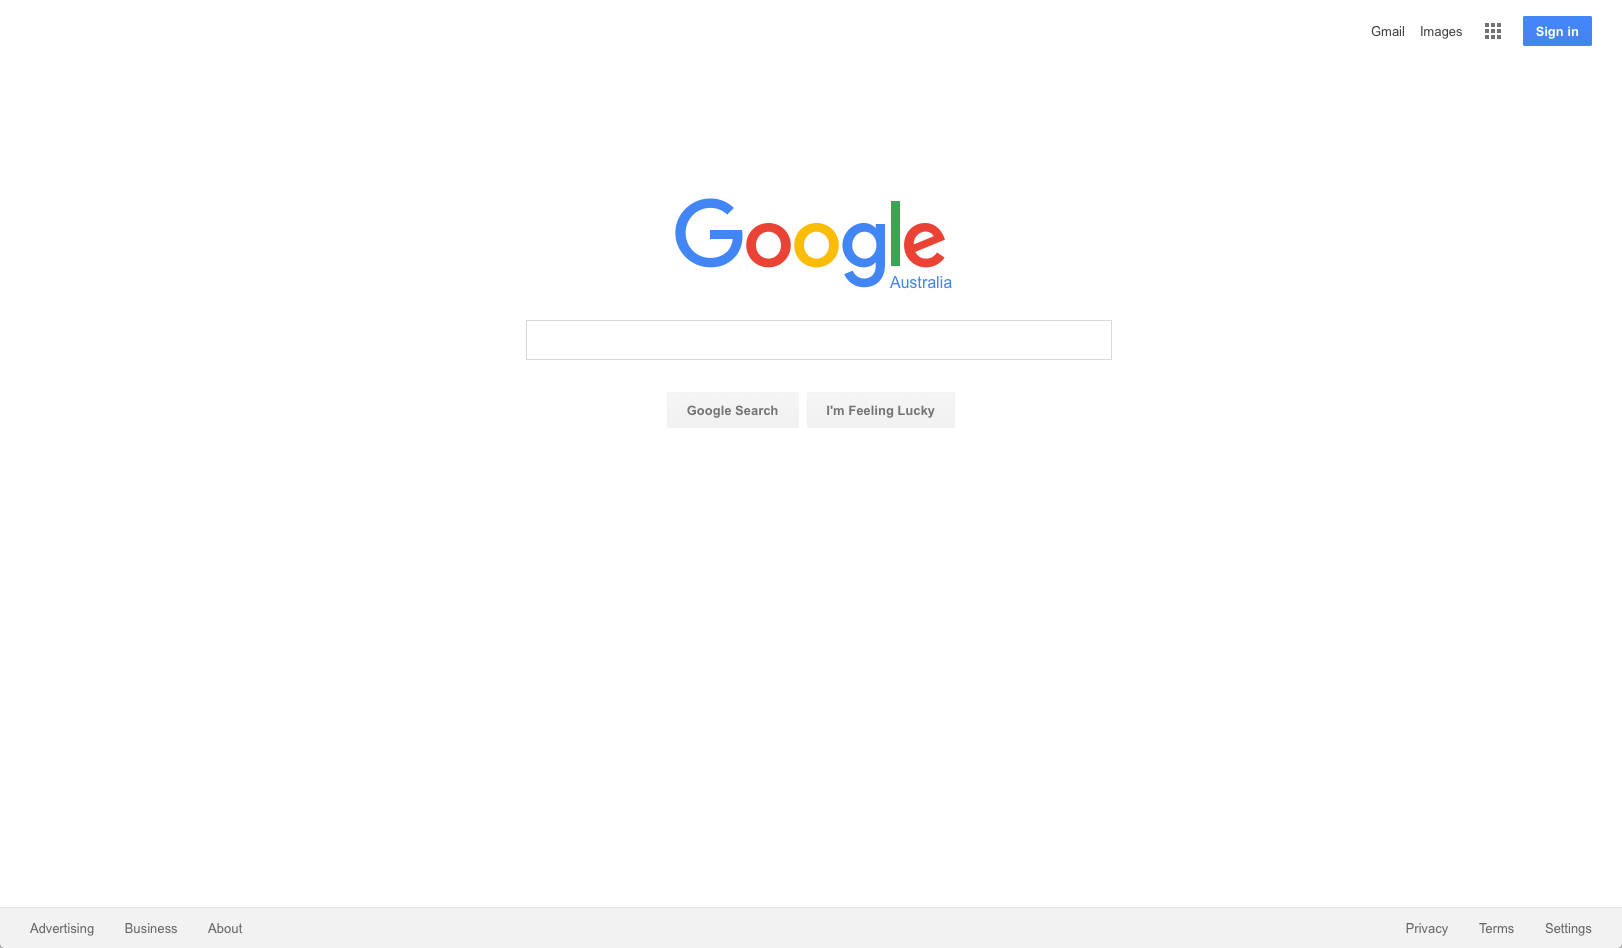 Gmail Images Sign in
Google
Australia
Google Search I'm Feeling Lucky
Advertising Business About Privacy Terms Settings